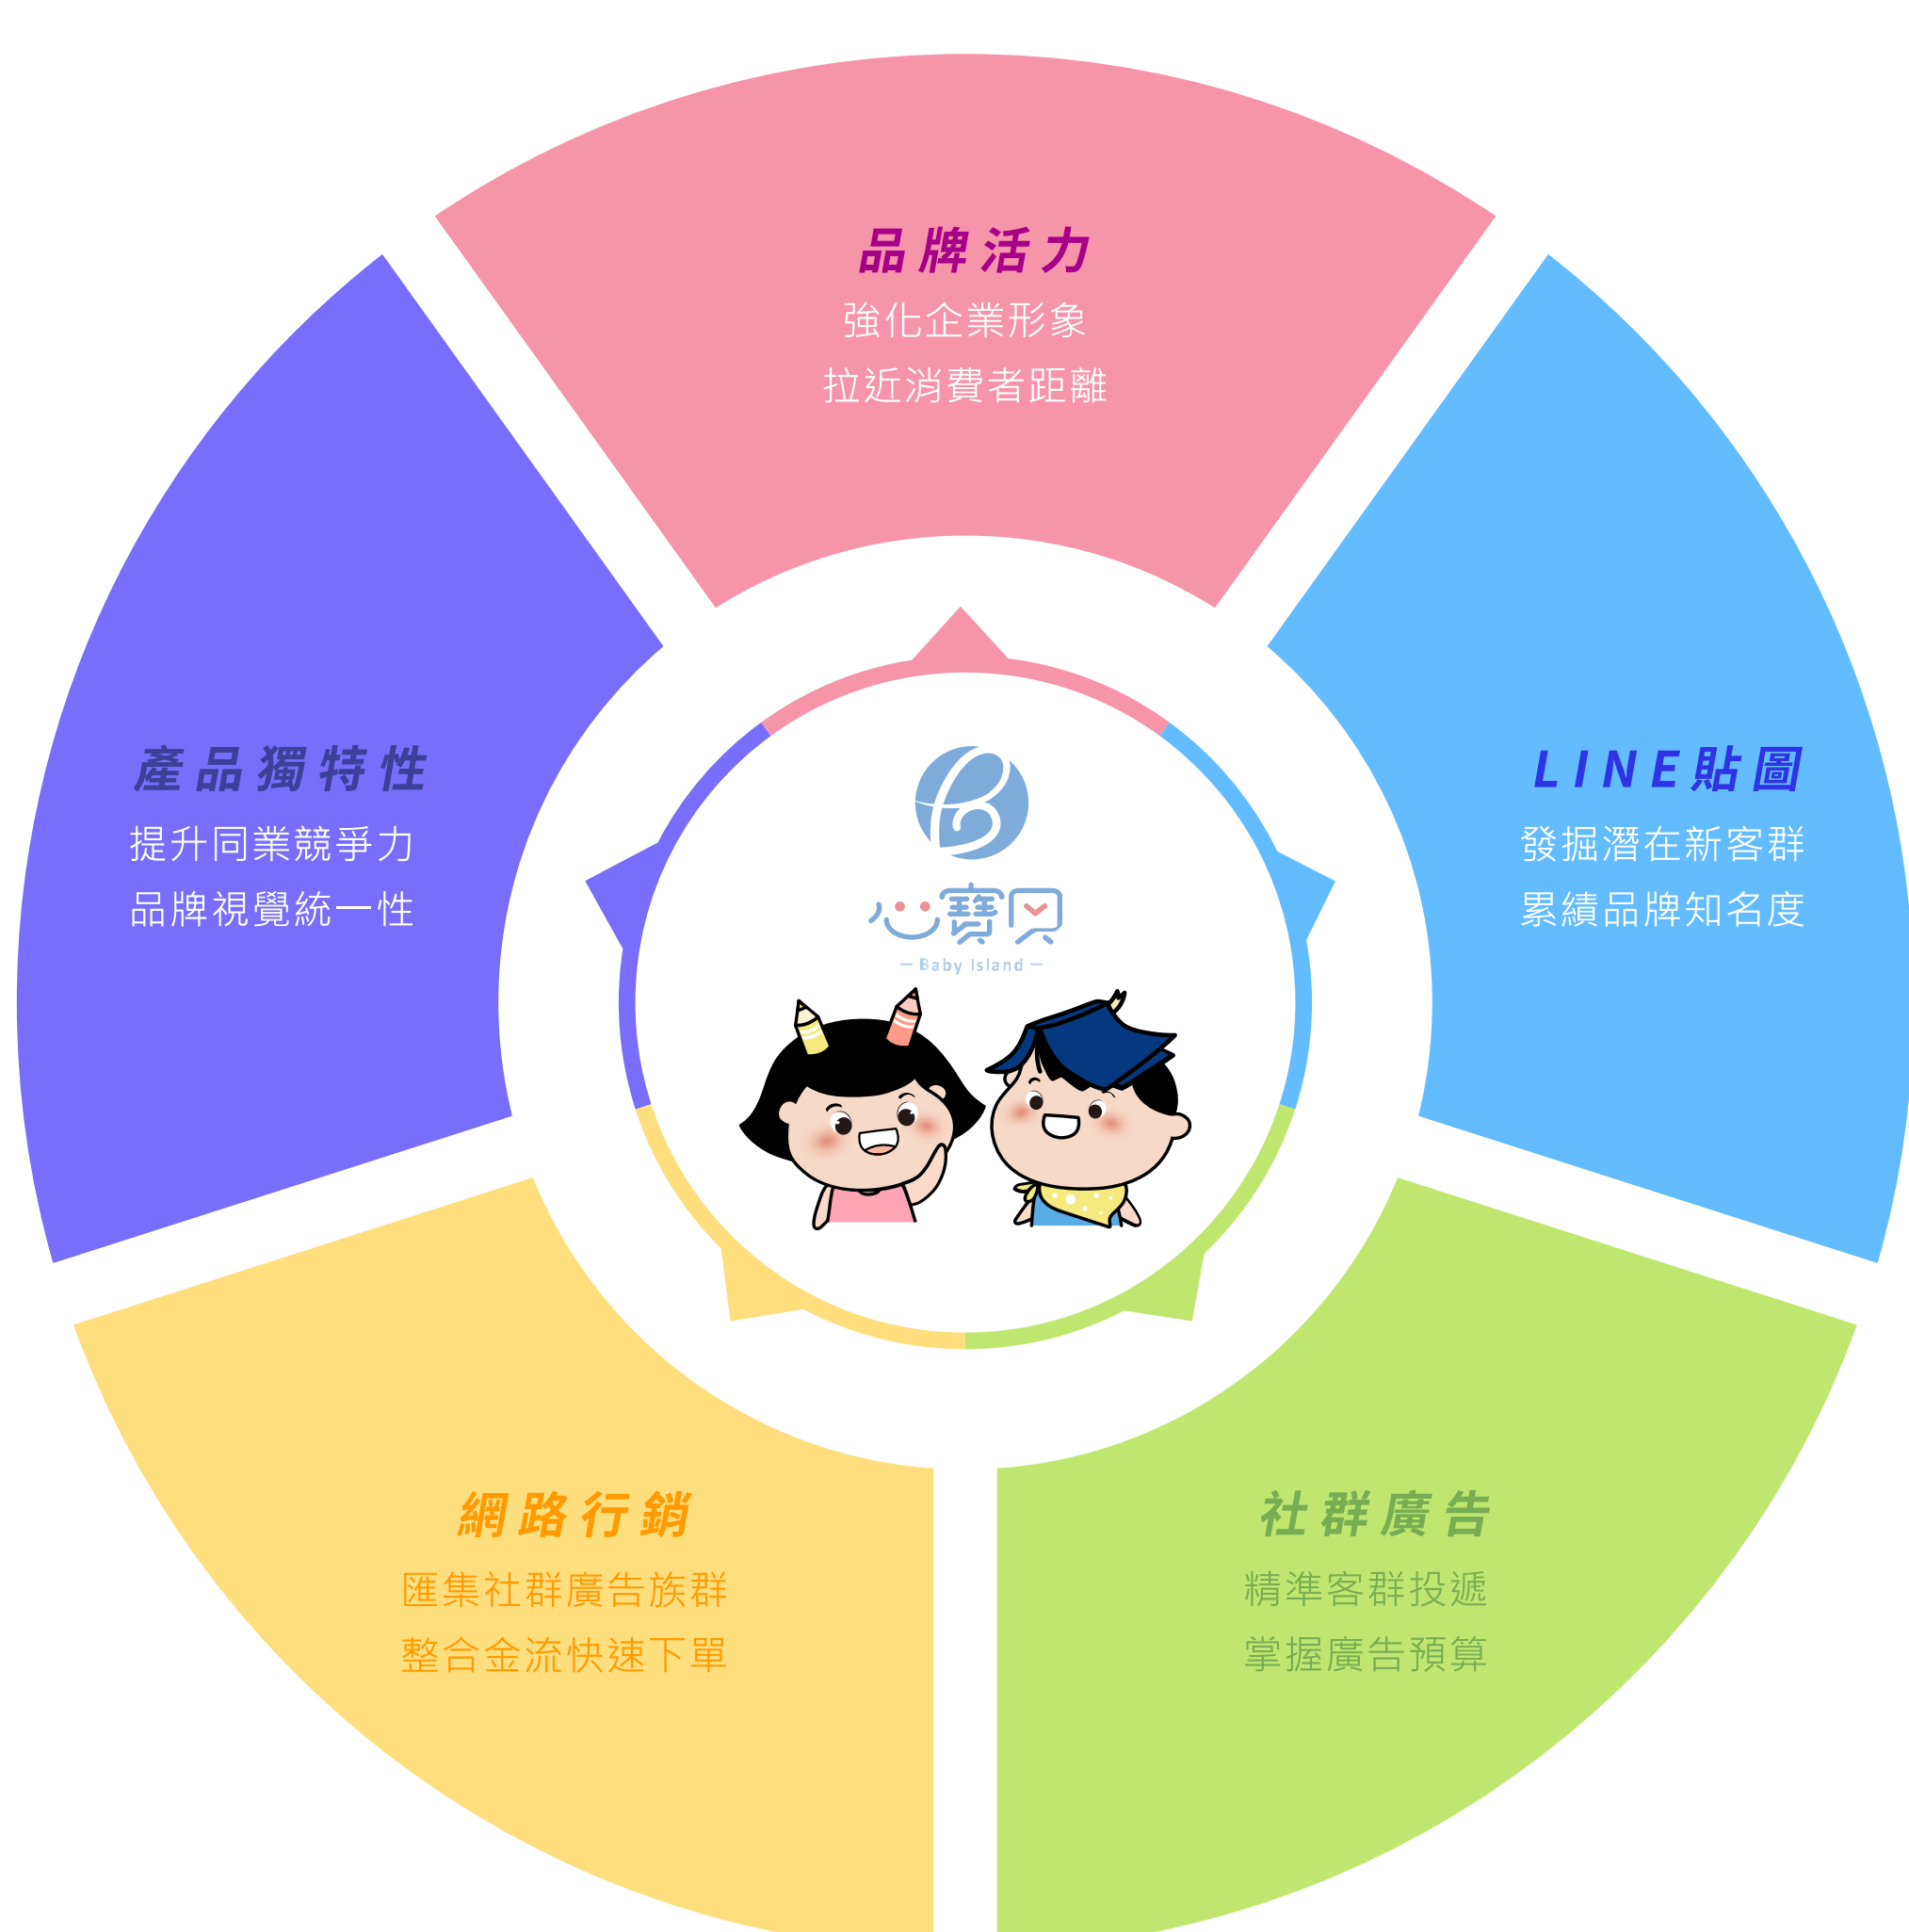 品牌活力
強化企業形象
拉近消費者距離
產品獨特性
提升同業競爭力
品牌視覺統一性
LINE貼圖
發掘潛在新客群
累績品牌知名度
心寶貝
Baby Island
網路行銷
匯集社群廣告族群
整合金流快速下單
社群廣告
精準客群投遞
掌握廣告預算